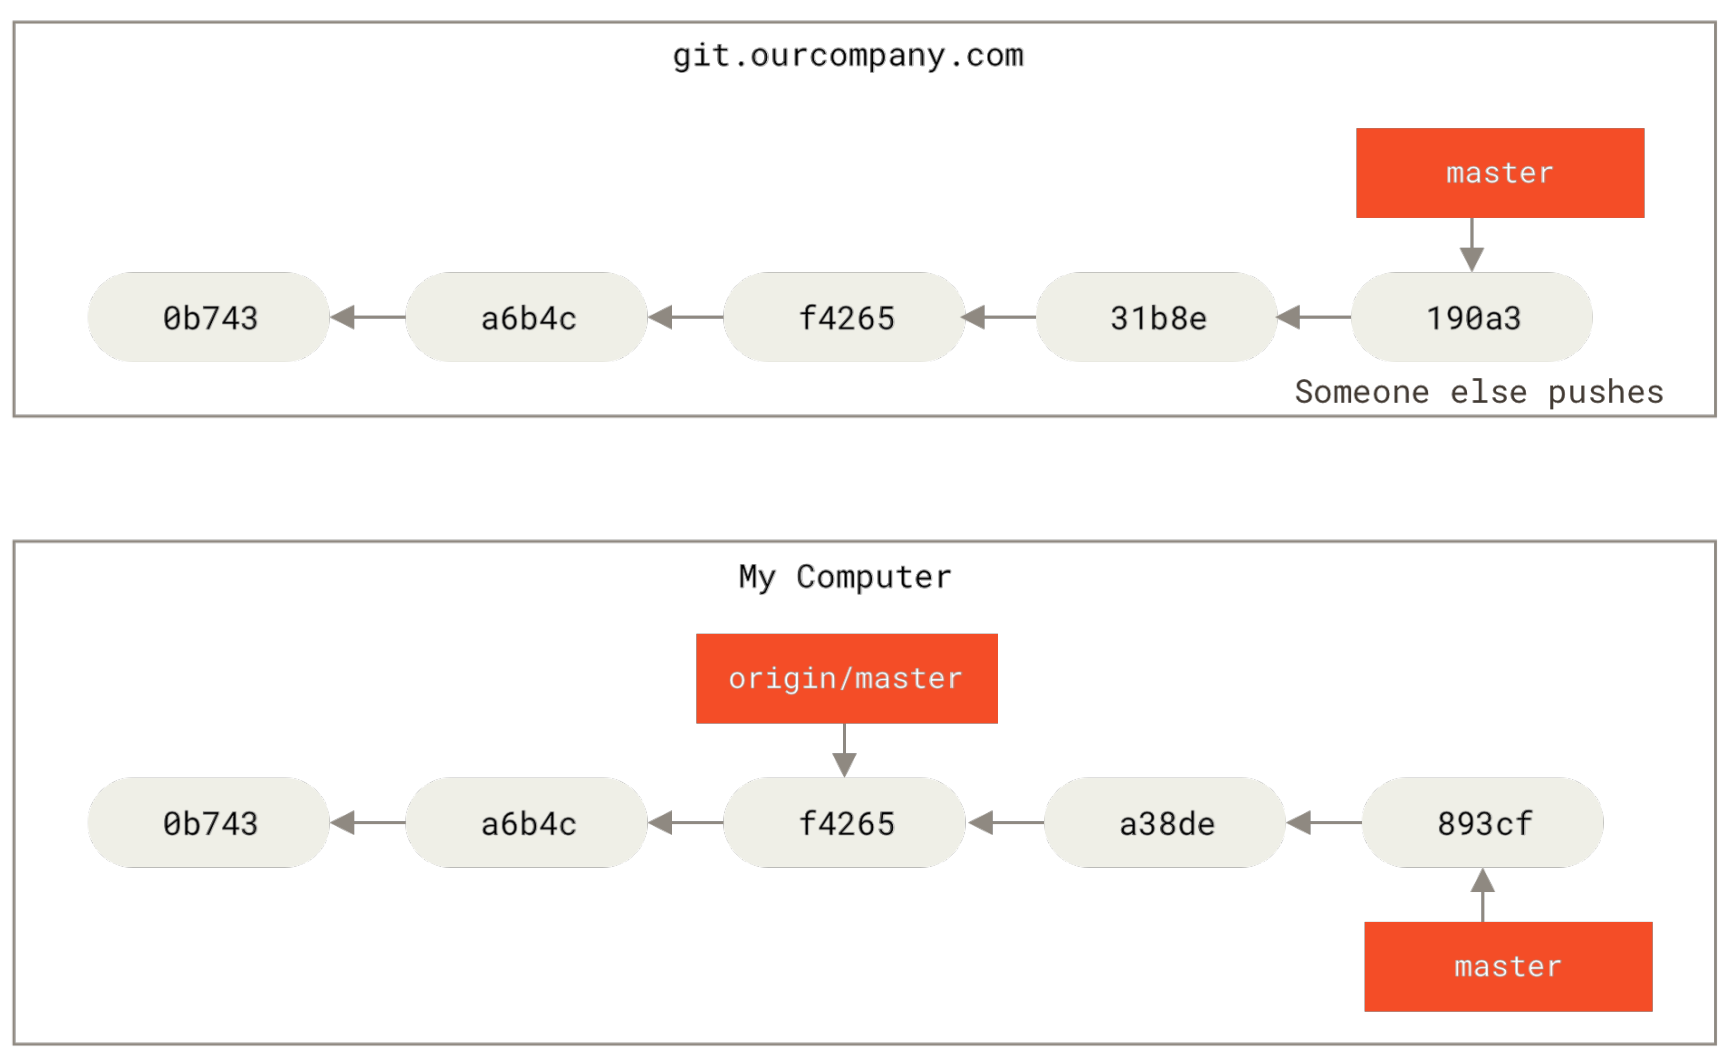 git.ourcompany.com
master
0b743 a6b4c f4265 31b8e 190a3
Someone else pushes
My Computer
origin/master
0b743 a6b4c f4265 a38de 893cf
master